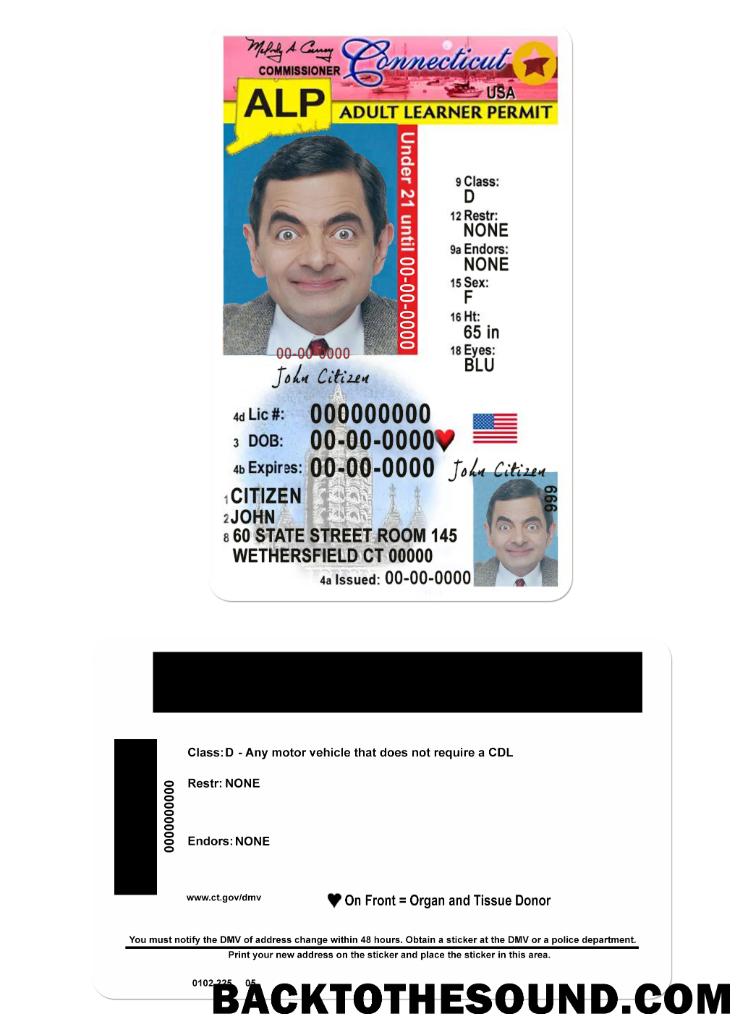 Melody A. Currey
COMMISSIONER
Connecticut
USA
ALP
ADULT LEARNER PERMIT
Under 21 until 00-00-0000
9 Class:
D
12 Restr:
NONE
9a Endors:
NONE
15 Sex:
F
16 Ht:
65 in
18 Eyes:
BLU
00-00-0000
John Citizen
4d Lic #: 000000000
3 DOB: 00-00-0000
4b Expires: 00-00-0000
John Citizen
999
1 CITIZEN
2 JOHN
8 60 STATE STREET ROOM 145
WETHERSFIELD CT 00000
4a Issued: 00-00-0000
Class: D - Any motor vehicle that does not require a CDL
Restr: NONE
0000000000
Endors: NONE
www.ct.gov/dmv
♥ On Front = Organ and Tissue Donor
You must notify the DMV of address change within 48 hours. Obtain a sticker at the DMV or a police department.
Print your new address on the sticker and place the sticker in this area.
0102 225 05
BACKTOTHESOUND.COM